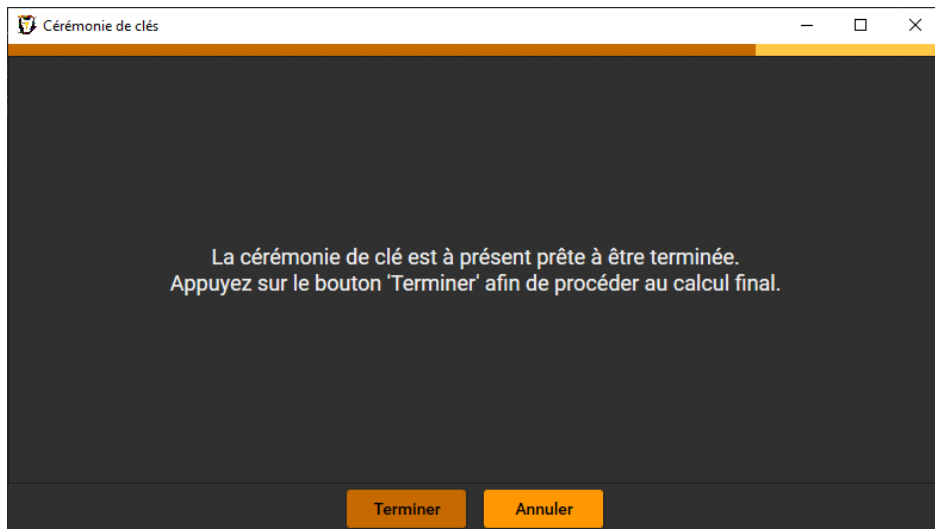 Cérémonie de clés
La cérémonie de clé est à présent prête à être terminée.
Appuyez sur le bouton 'Terminer' afin de procéder au calcul final.
Terminer
Annuler